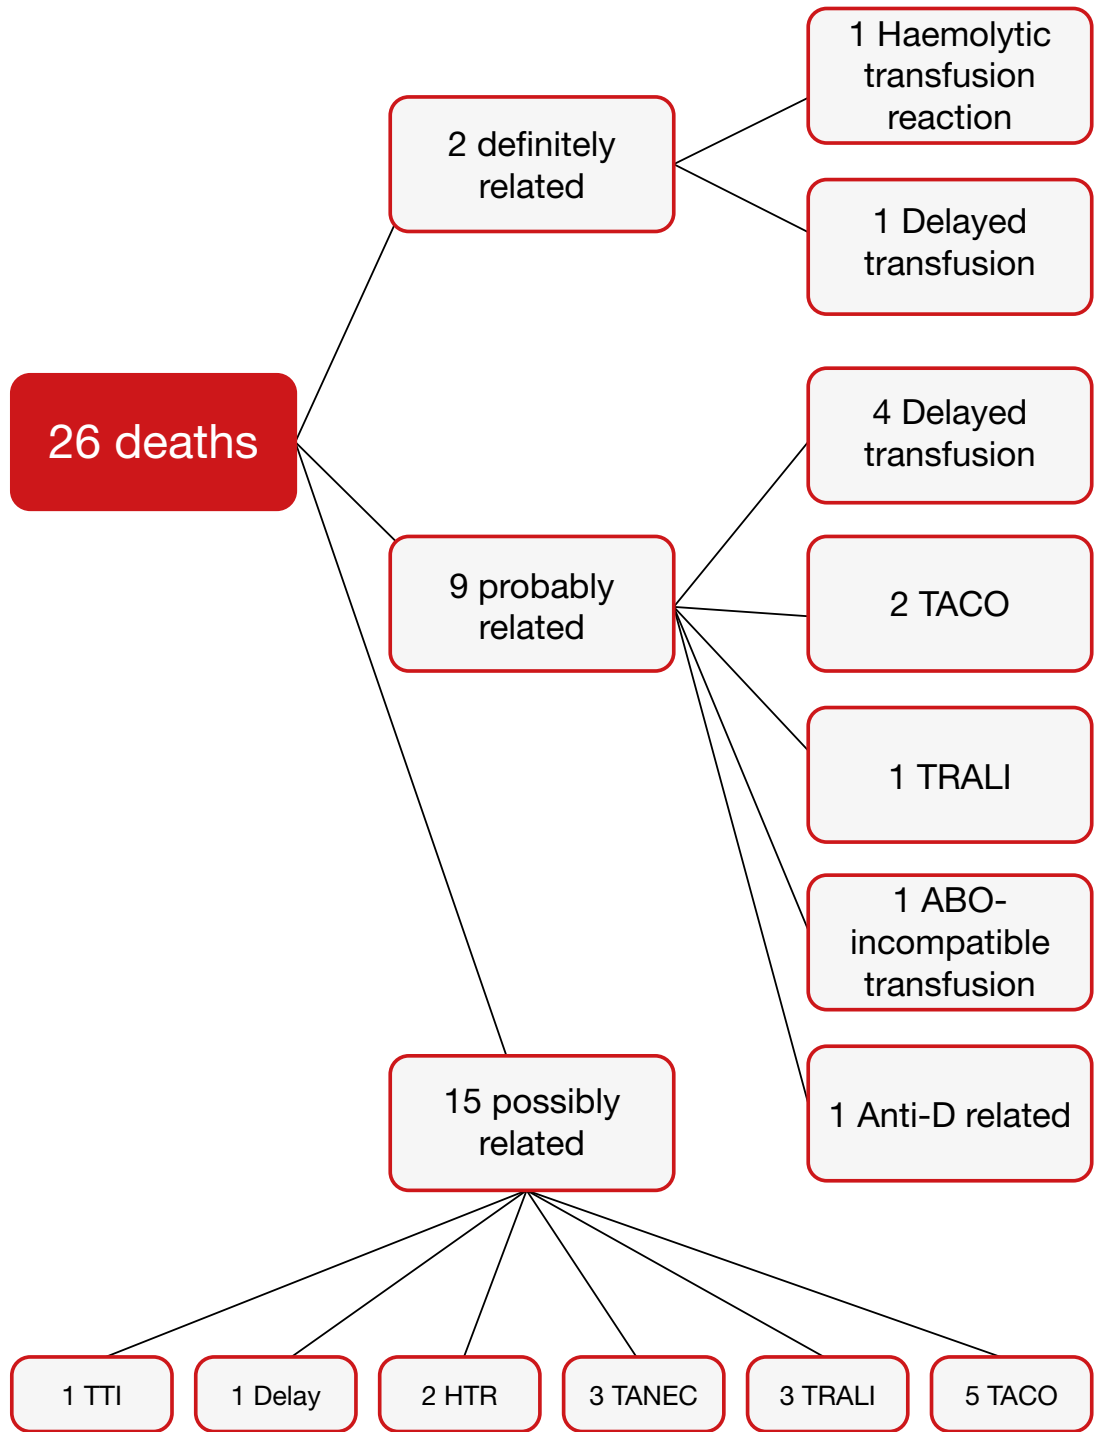 26 deaths
2 definitely
related
1 Haemolytic
transfusion
reaction
1 Delayed
transfusion
9 probably
related
4 Delayed
transfusion
2 TACO
1 TRALI
1 ABO-
incompatible
transfusion
1 Anti-D related
15 possibly
related
1 TTI
1 Delay
2 HTR
3 TANEC
3 TRALI
5 TACO